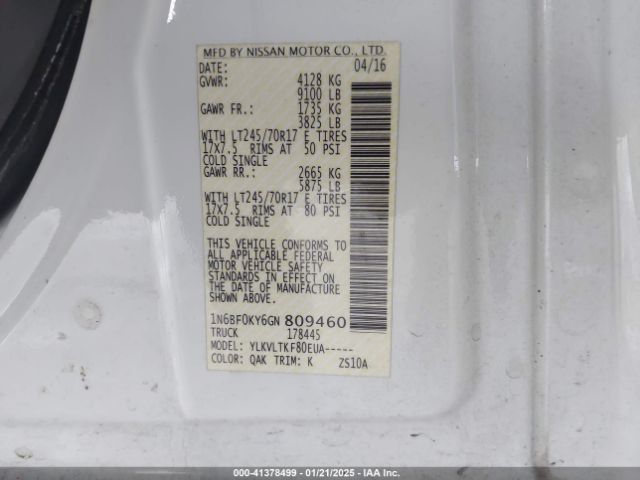 MFD BY NISSAN MOTOR CO., LTD.
DATE: 04/16
GVWR: 4128 KG
9100 LB
GAWR FR.: 1735 KG
3825 LB
WITH LT245/70R17 E TIRES
17X7.5 RIMS AT 50 PSI
COLD SINGLE
GAWR RR.: 2665 KG
5875 LB
WITH LT245/70R17 E TIRES
17X7.5 RIMS AT 80 PSI
COLD SINGLE
THIS VEHICLE CONFORMS TO
ALL APPLICABLE FEDERAL
MOTOR VEHICLE SAFETY
STANDARDS IN EFFECT ON
THE DATE OF MANUFACTURE
SHOWN ABOVE.
1N6BF0KY6GN 809460
TRUCK 178445
MODEL: YLKVLTKF80EUA-----
COLOR: QAK TRIM: K ZS10A
000-41378499 — 01/21/2025 — IAA Inc.